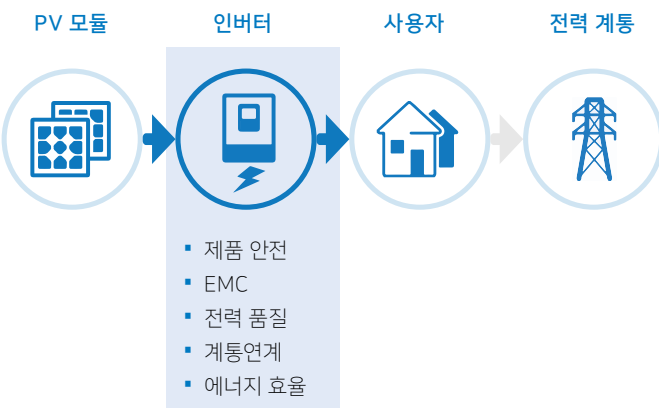 PV 모듈
인버터
사용자
전력 계통
▪ 제품 안전
▪ EMC
▪ 전력 품질
▪ 계통연계
▪ 에너지 효율